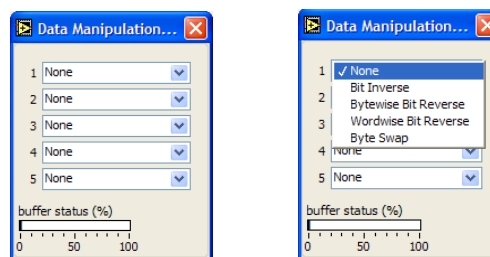 Data Manipulation...
1 None
2 None
3 None
4 None
5 None
buffer status (%)
0 50 100
Data Manipulation...
1 ✓ None
Bit Inverse
2 Bytewise Bit Reverse
3 Wordwise Bit Reverse
Byte Swap
4 None
5 None
buffer status (%)
0 50 100